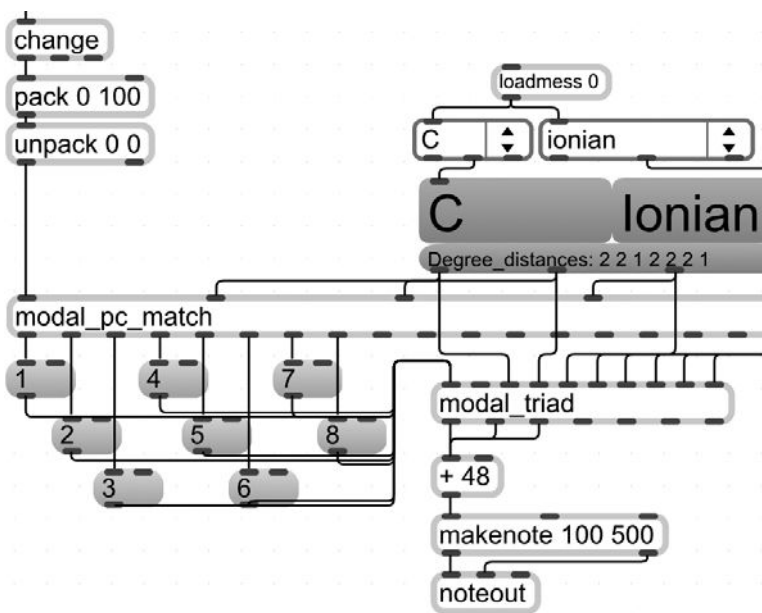 change
pack 0 100
unpack 0 0
loadmess 0
C
ionian
C
Ionian
Degree_distances: 2 2 1 2 2 2 1
modal_pc_match
1
4
7
2
5
8
3
6
modal_triad
+ 48
makenote 100 500
noteout